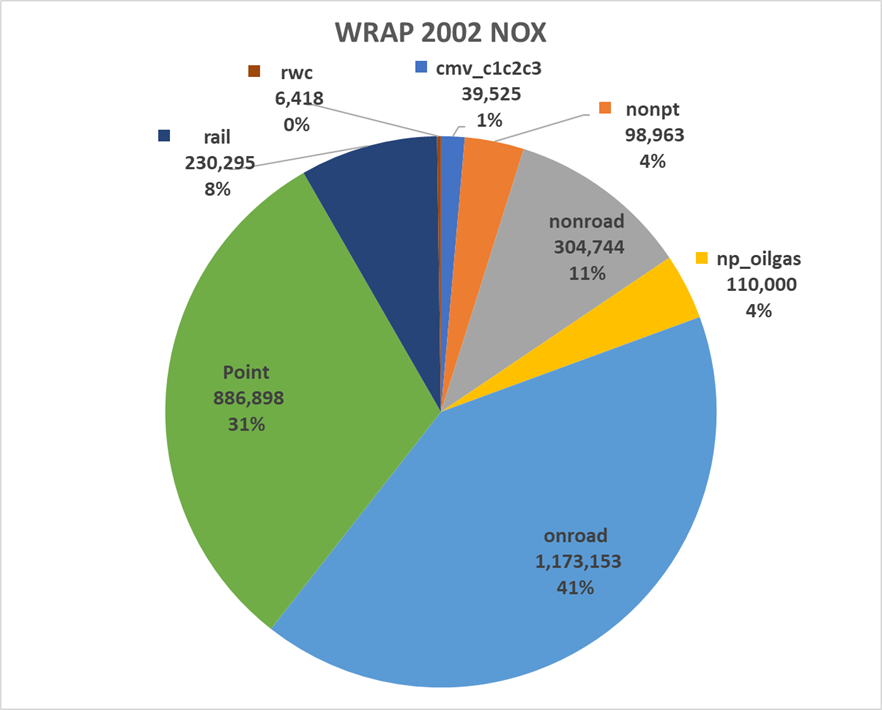 WRAP 2002 NOX
rwc
6,418
0%
cmv_c1c2c3
39,525
1%
nonpt
98,963
4%
rail
230,295
8%
nonroad
304,744
11%
np_oilgas
110,000
4%
Point
886,898
31%
onroad
1,173,153
41%